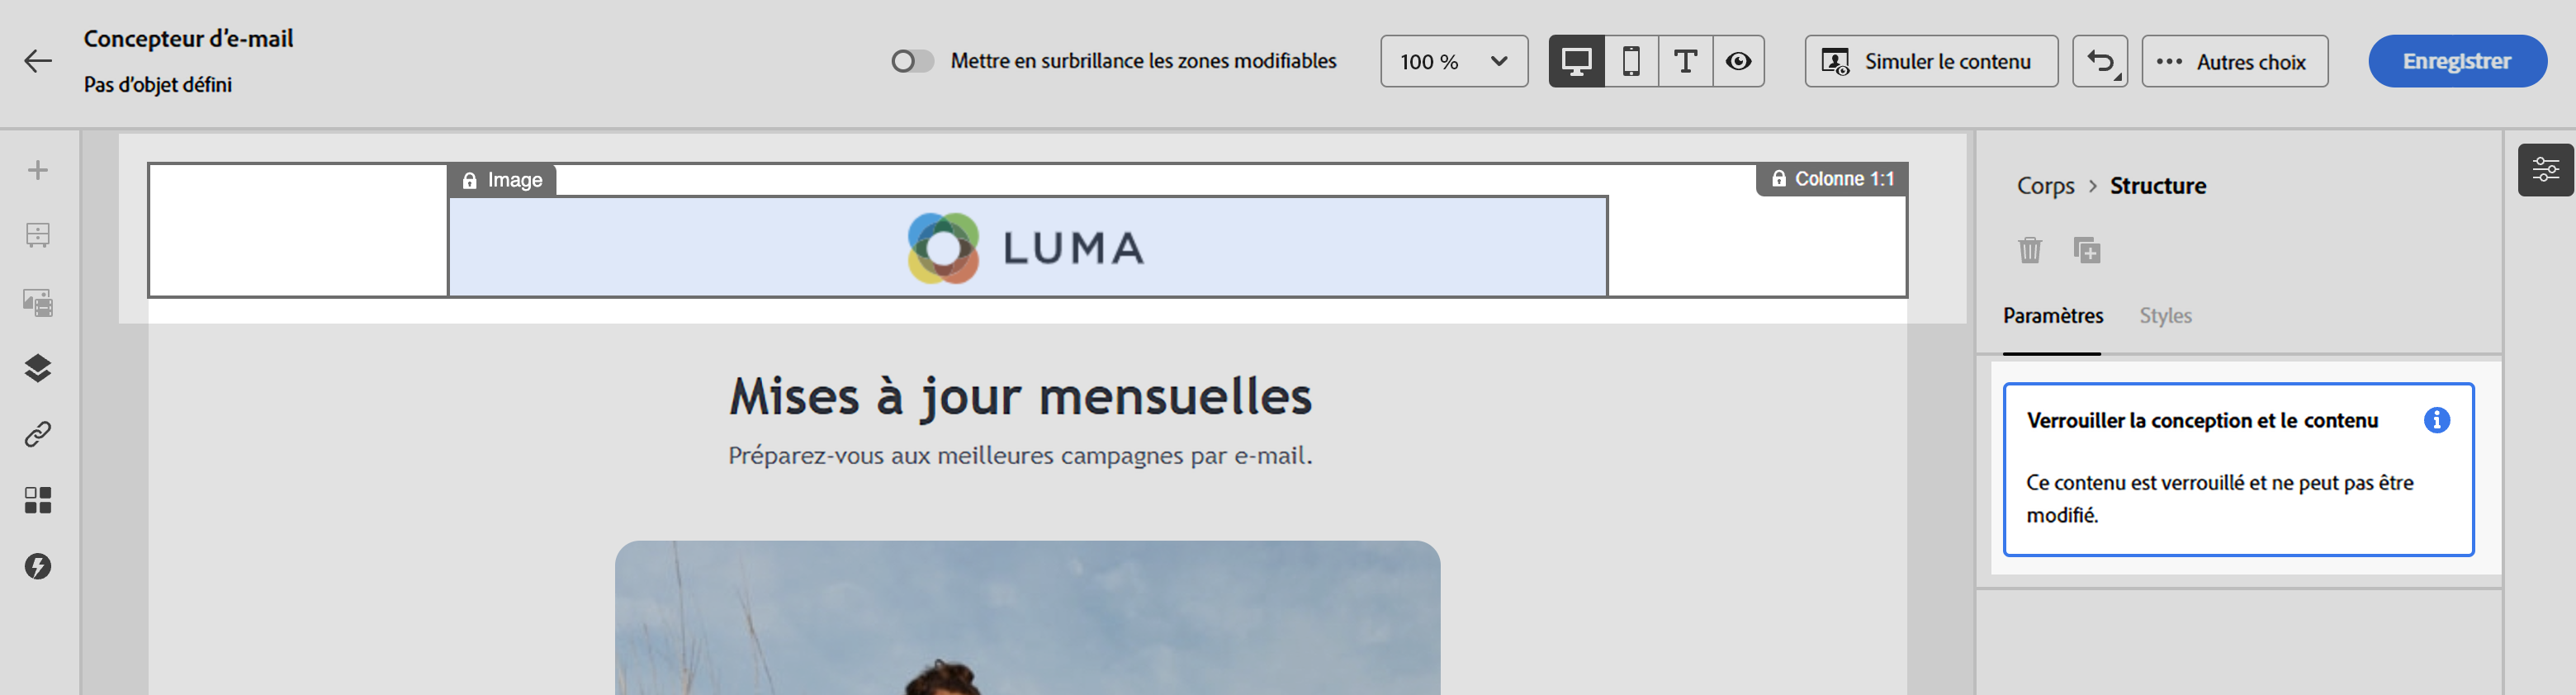 Concepteur d’e-mail
Pas d’objet défini
Mettre en surbrillance les zones modifiables
100 %
Simuler le contenu
Autres choix
Enregistrer
Image
Colonne 1:1
LUMA
Mises à jour mensuelles
Préparez-vous aux meilleures campagnes par e-mail.
Corps > Structure
Paramètres
Styles
Verrouiller la conception et le contenu
Ce contenu est verrouillé et ne peut pas être
modifié.